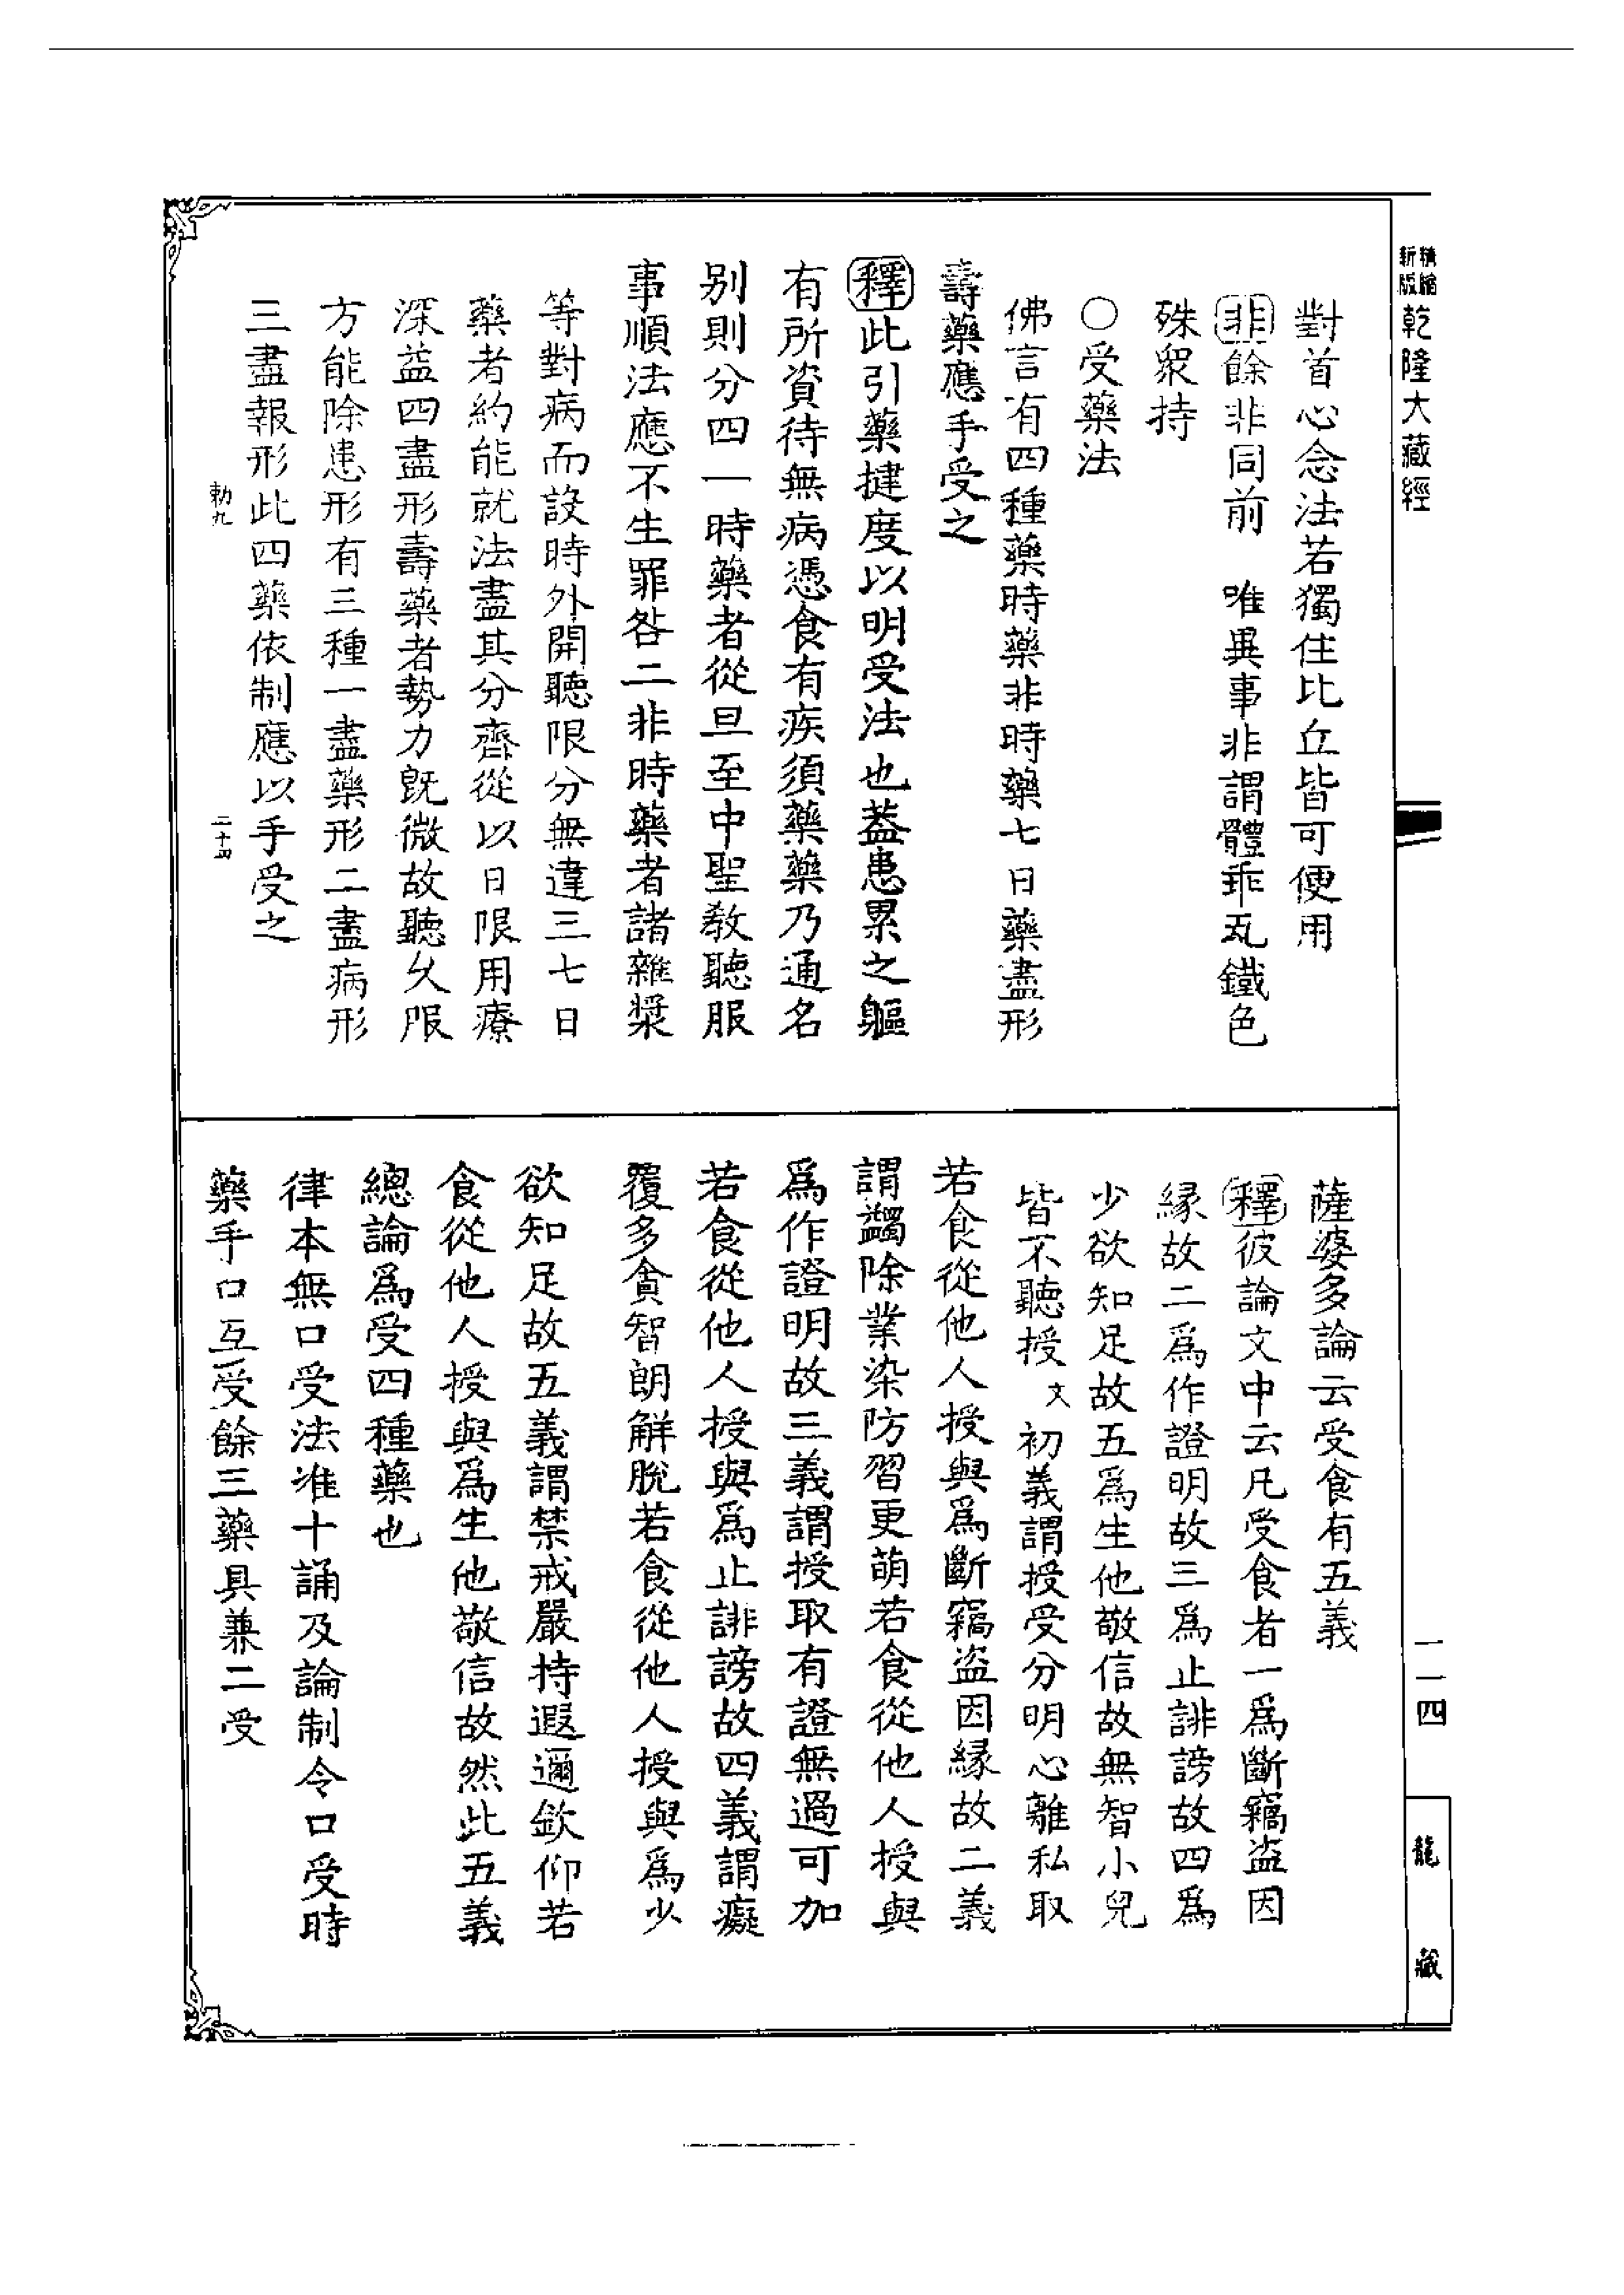 精縮
新版
乾隆大藏經
對首心念法若獨住比丘皆可便用
非餘非同前　唯異事非謂體乖瓦鐵色
殊衆持
○受藥法
佛言有四種藥時藥非時藥七日藥盡形
壽藥應手受之
釋此引藥揵度以明受法也葢患累之軀
有所資待無病憑食有疾須藥藥乃通名
别則分四一時藥者從旦至中聖教聽服
事順法應不生罪咎二非時藥者諸雜漿
等對病而設時外開聽限分無違三七日
藥者約能就法盡其分齊從以日限用療
深益四盡形壽藥者勢力既微故聽久服
方能除患形有三種一盡藥形二盡病形
三盡報形此四藥依制應以手受之
勅九
二十四
薩婆多論云受食有五義
釋彼論文中云凡受食者一爲斷竊盗因
緣故二爲作證明故三爲止誹謗故四爲
少欲知足故五爲生他敬信故無智小兒
皆不聽授文初義謂授受分明心離私取
若食從他人授與爲斷竊盗因緣故二義
謂蠲除業染防習更萌若食從他人授與
爲作證明故三義謂授取有證無過可加
若食從他人授與爲止誹謗故四義謂癡
覆多貪智朗解脫若食從他人授與爲少
欲知足故五義謂禁戒嚴持遐邇欽仰若
食從他人授與爲生他敬信故然此五義
總論爲受四種藥也
律本無口受法准十誦及論制令口受時
藥手口互受餘三藥具兼二受
一一四
龍藏